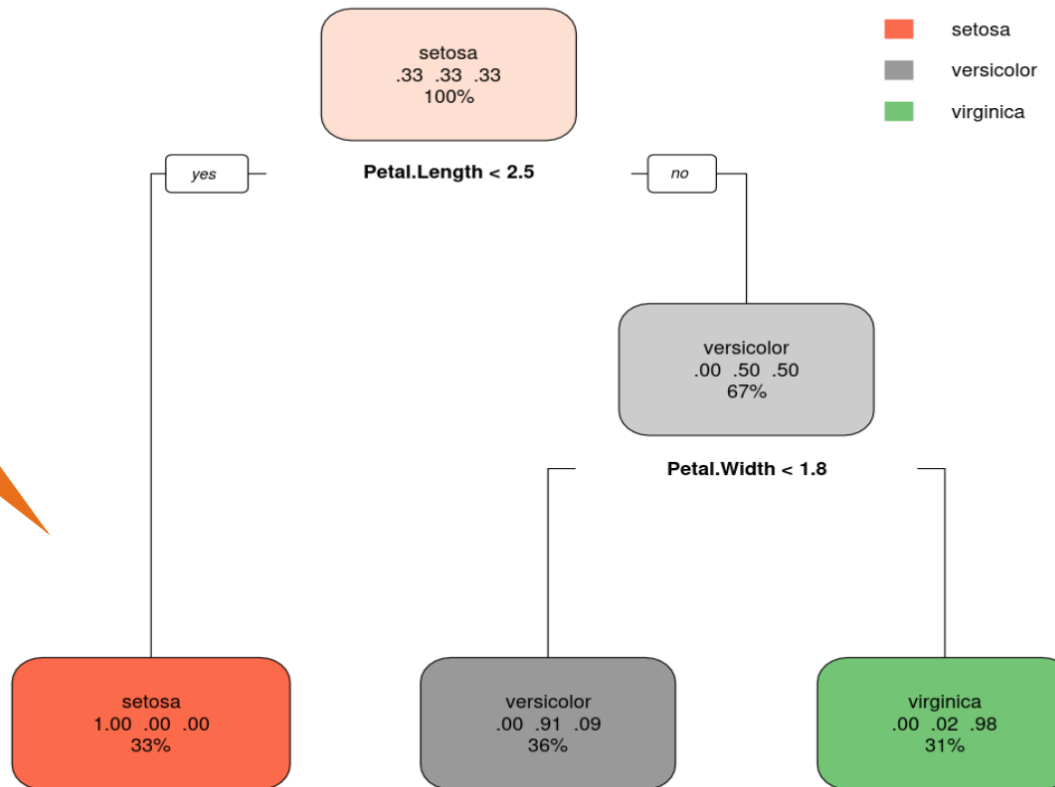 setosa
.33 .33 .33
100%
setosa
versicolor
virginica
yes
Petal.Length < 2.5
no
versicolor
.00 .50 .50
67%
Petal.Width < 1.8
setosa
1.00 .00 .00
33%
versicolor
.00 .91 .09
36%
virginica
.00 .02 .98
31%